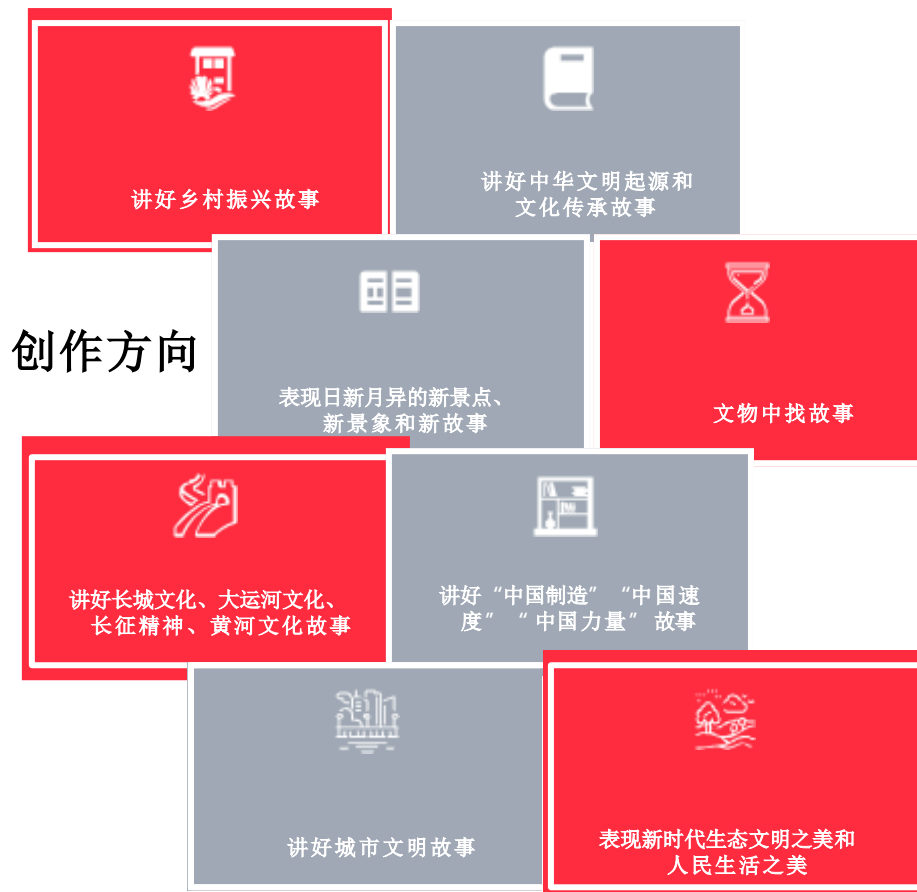 讲好乡村振兴故事
讲好中华文明起源和
文化传承故事
创作方向
表现日新月异的新景点、
新景象和新故事
文物中找故事
讲好长城文化、大运河文化、
长征精神、黄河文化故事
讲好“中国制造”“中国速
度”“中国力量”故事
讲好城市文明故事
表现新时代生态文明之美和
人民生活之美